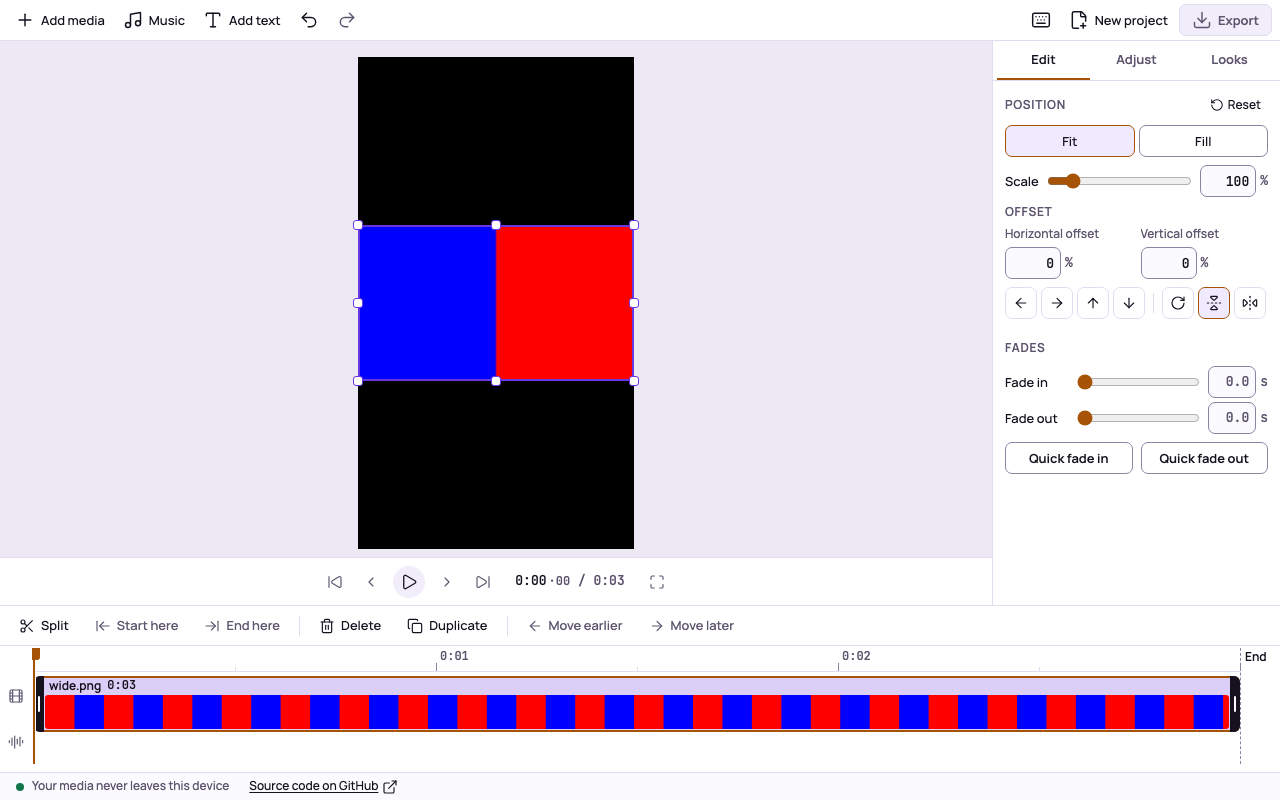 Add media Music Add text New project Export
Edit Adjust Looks
POSITION Reset
Fit Fill
Scale 100 %
OFFSET
Horizontal offset Vertical offset
0 % 0 %
FADES
Fade in 0.0 s
Fade out 0.0 s
Quick fade in Quick fade out
0:00·00 / 0:03
Split Start here End here Delete Duplicate Move earlier Move later
0:01 0:02 End
wide.png 0:03
Your media never leaves this device Source code on GitHub